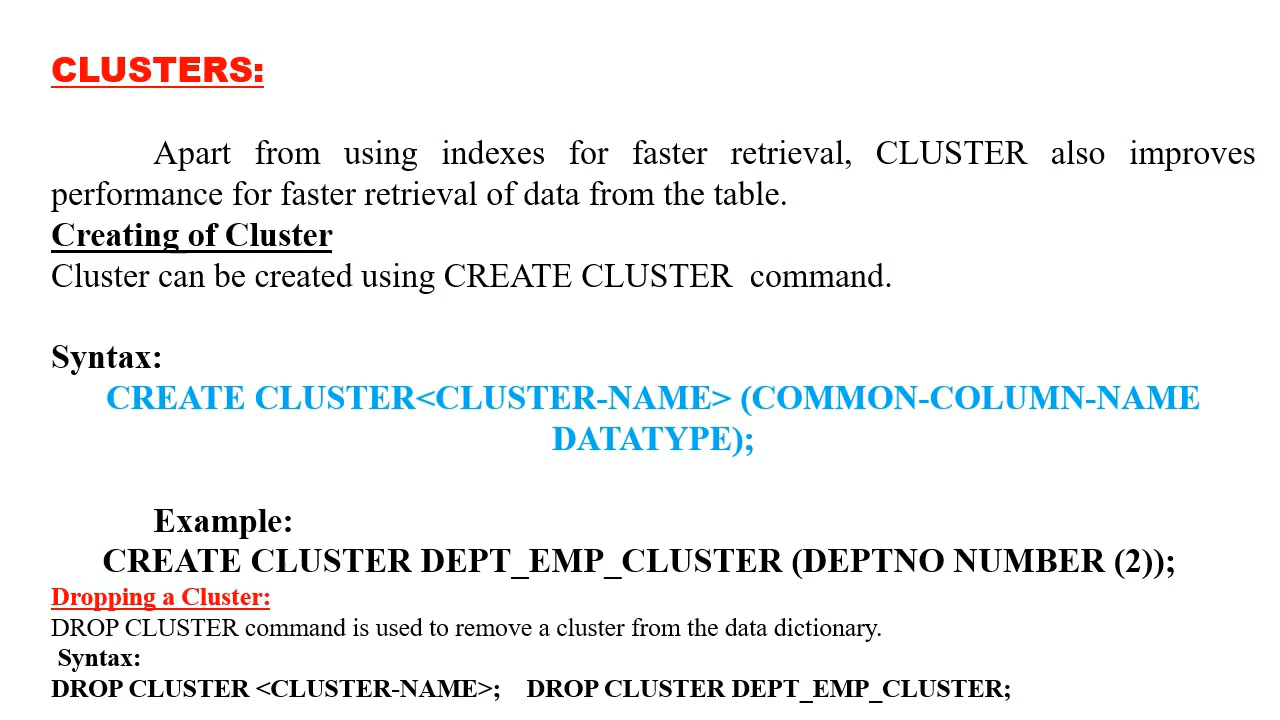 CLUSTERS:
Apart from using indexes for faster retrieval, CLUSTER also improves
performance for faster retrieval of data from the table.
Creating of Cluster
Cluster can be created using CREATE CLUSTER command.
Syntax:
CREATE CLUSTER<CLUSTER-NAME> (COMMON-COLUMN-NAME
DATATYPE);
Example:
CREATE CLUSTER DEPT_EMP_CLUSTER (DEPTNO NUMBER (2));
Dropping a Cluster:
DROP CLUSTER command is used to remove a cluster from the data dictionary.
Syntax:
DROP CLUSTER <CLUSTER-NAME>; DROP CLUSTER DEPT_EMP_CLUSTER;